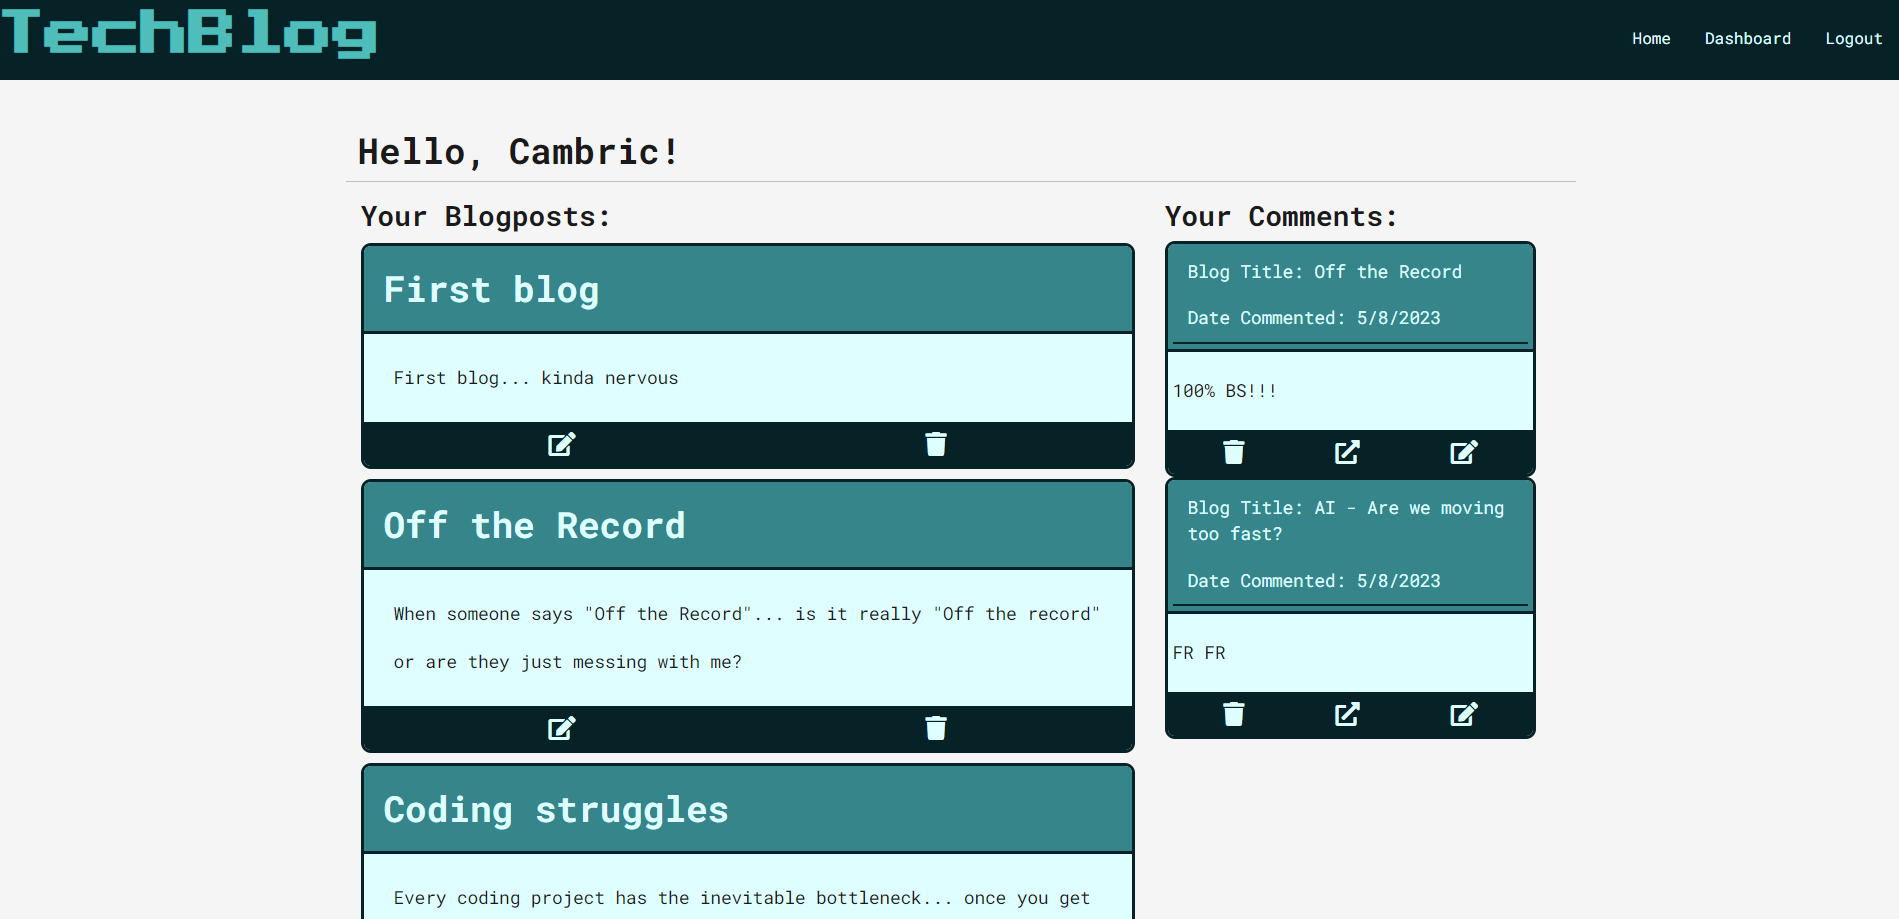 TechBlog
Home Dashboard Logout
Hello, Cambric!
Your Blogposts:
First blog
First blog... kinda nervous
Off the Record
When someone says "Off the Record"... is it really "Off the record"
or are they just messing with me?
Coding struggles
Every coding project has the inevitable bottleneck... once you get
Your Comments:
Blog Title: Off the Record
Date Commented: 5/8/2023
100% BS!!!
Blog Title: AI - Are we moving
too fast?
Date Commented: 5/8/2023
FR FR